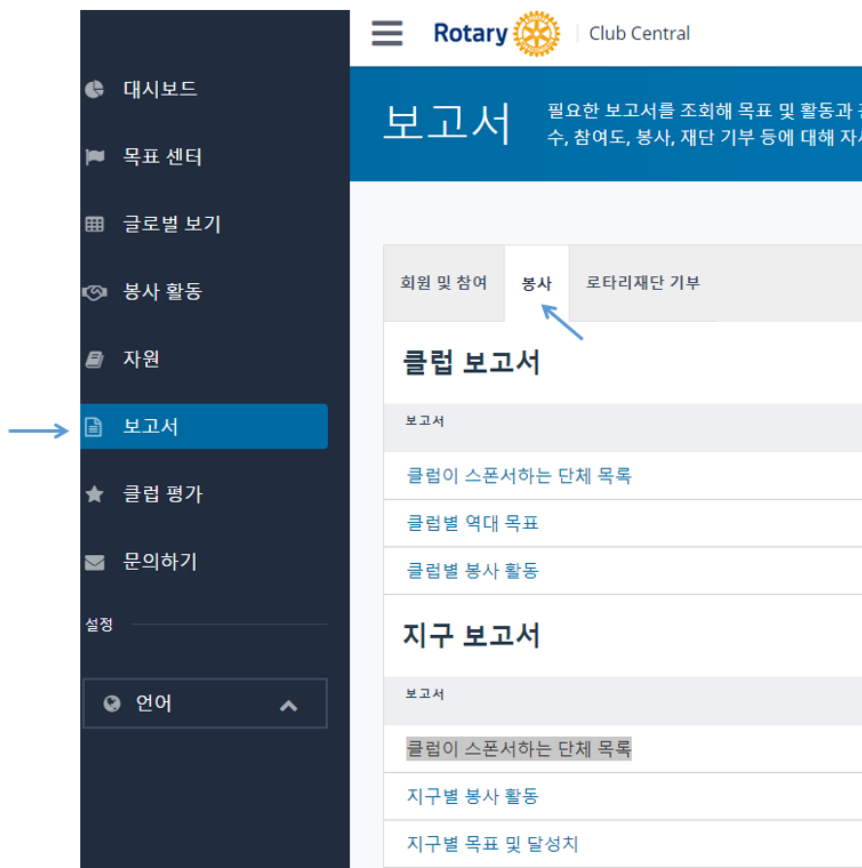 Rotary | Club Central
대시보드
목표 센터
글로벌 보기
봉사 활동
자원
보고서
클럽 평가
문의하기
설정
언어
보고서
필요한 보고서를 조회해 목표 및 활동과
수, 참여도, 봉사, 재단 기부 등에 대해
회원 및 참여
봉사
로타리재단 기부
클럽 보고서
보고서
클럽이 스폰서하는 단체 목록
클럽별 역대 목표
클럽별 봉사 활동
지구 보고서
보고서
클럽이 스폰서하는 단체 목록
지구별 봉사 활동
지구별 목표 및 달성치